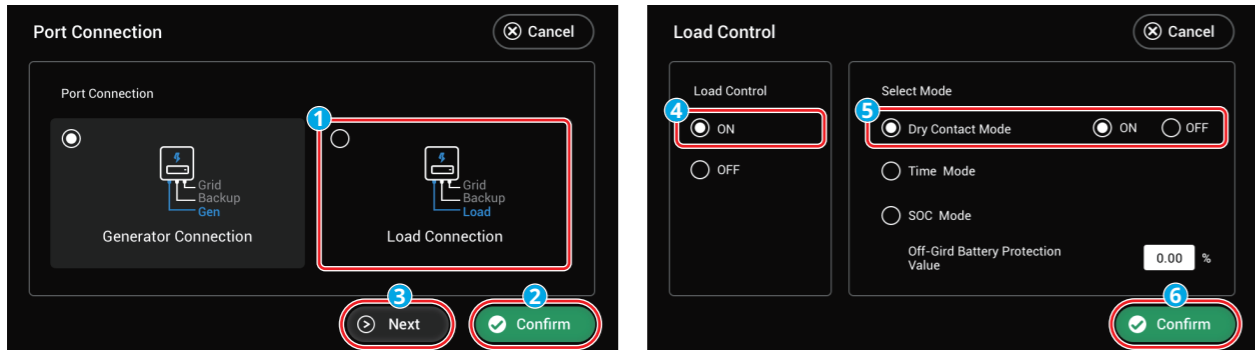 Port Connection
Cancel
Port Connection
1
Grid
Backup
Gen
Generator Connection
Grid
Backup
Load
Load Connection
3
Next
2
Confirm
Load Control
Cancel
Load Control
4
ON
OFF
Select Mode
5
Dry Contact Mode ON OFF
Time Mode
SOC Mode
Off-Gird Battery Protection
Value
0.00 %
6
Confirm